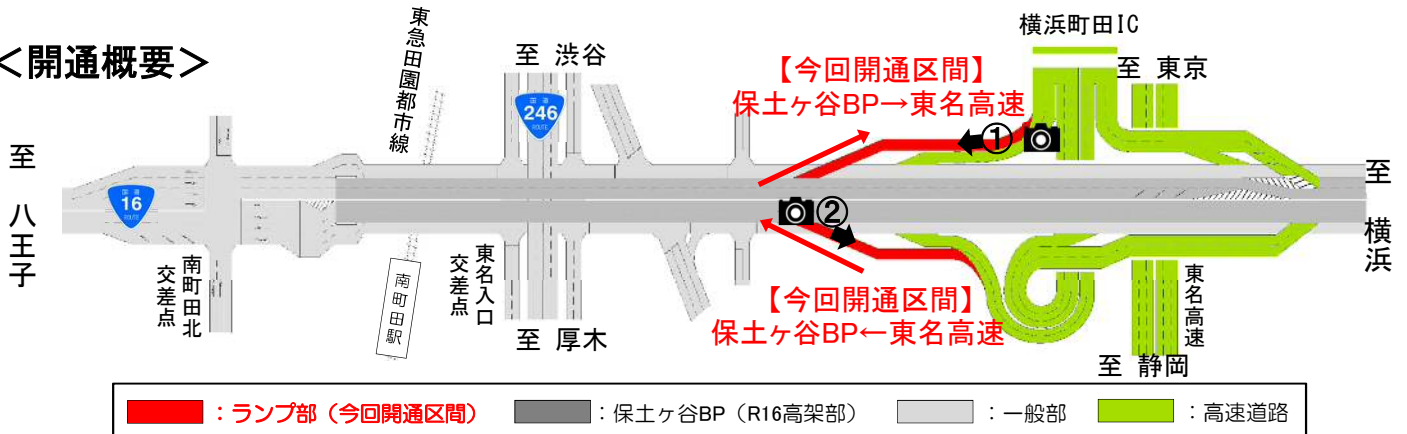 ＜開通概要＞
東急田園都市線
至 渋谷
国道
246
ROUTE
横浜町田IC
至 東京
【今回開通区間】
保土ヶ谷BP→東名高速
①
至 八王子
国道
16
ROUTE
②
至 横浜
南町田北
交差点
南町田駅
東名入口
交差点
至 厚木
【今回開通区間】
保土ヶ谷BP←東名高速
東名高速
至 静岡
：ランプ部（今回開通区間）
：保土ヶ谷BP（R16高架部）
：一般部
：高速道路